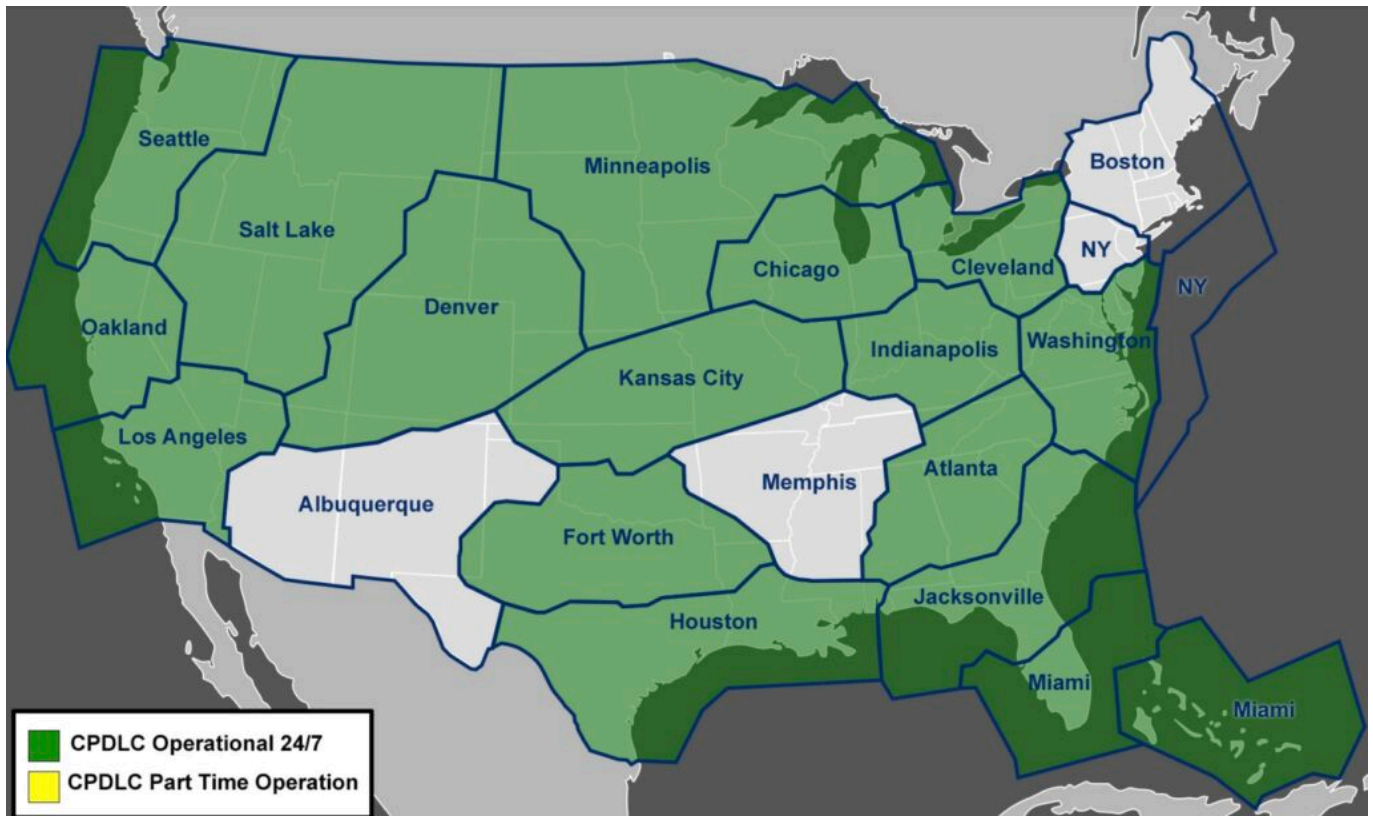 Seattle
Minneapolis
Boston
Salt Lake
NY
Chicago
Cleveland
NY
Denver
Oakland
Washington
Indianapolis
Kansas City
Los Angeles
Atlanta
Memphis
Albuquerque
Fort Worth
Jacksonville
Houston
Miami
Miami
CPDLC Operational 24/7
CPDLC Part Time Operation